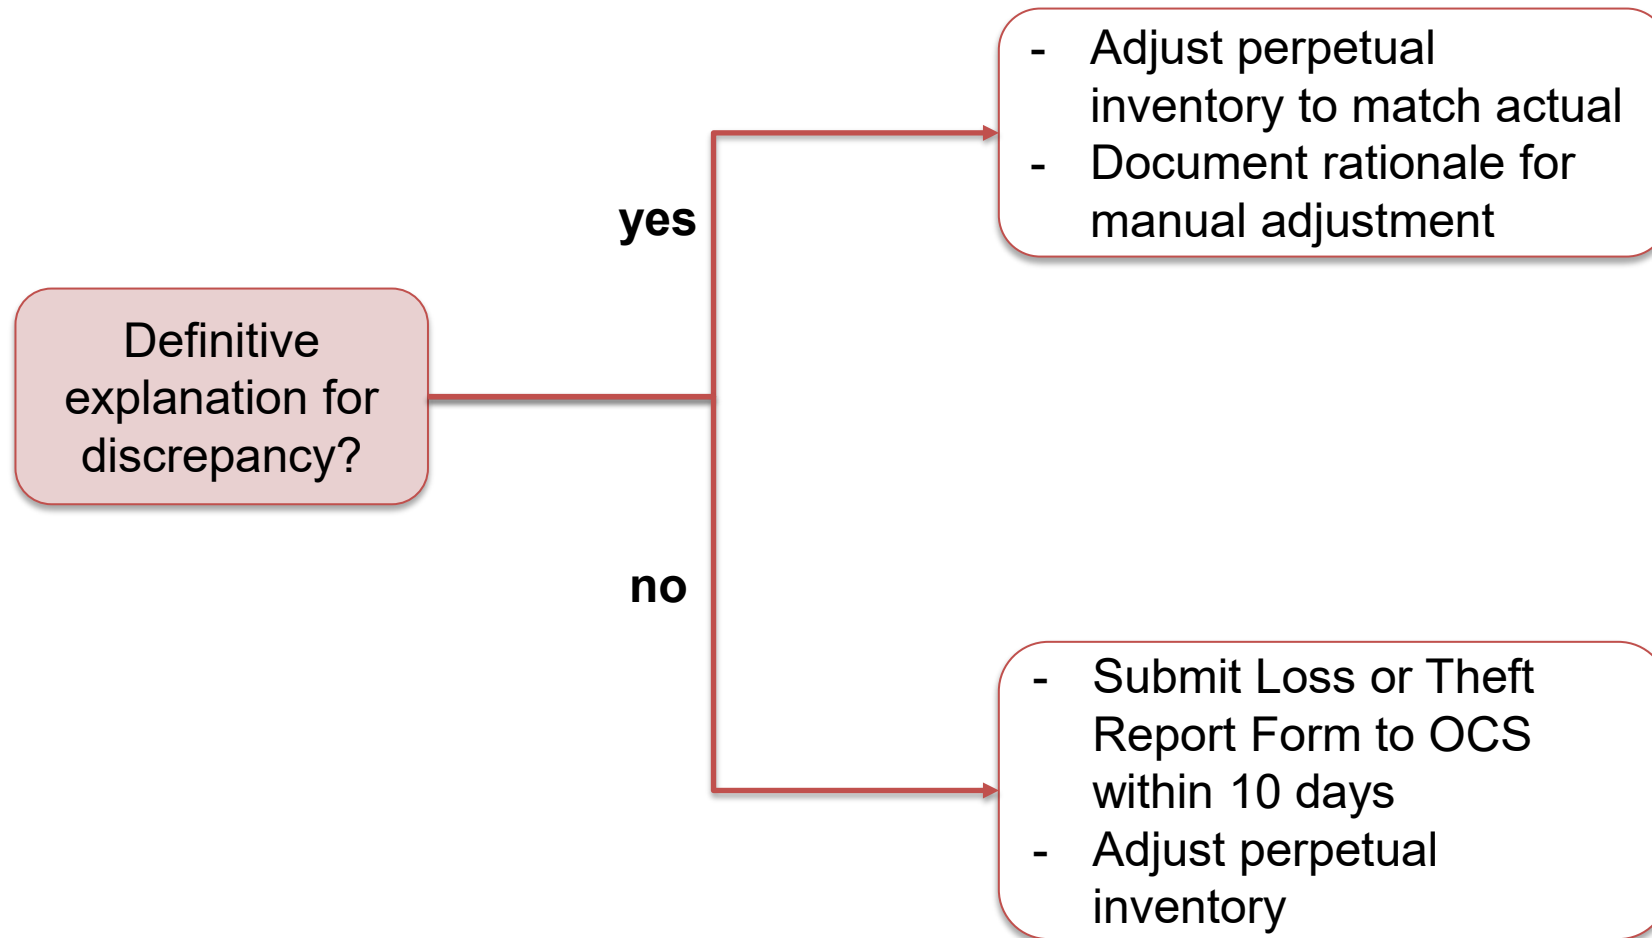 - Adjust perpetual
inventory to match actual
- Document rationale for
manual adjustment
yes
Definitive
explanation for
discrepancy?
no
- Submit Loss or Theft
Report Form to OCS
within 10 days
- Adjust perpetual
inventory